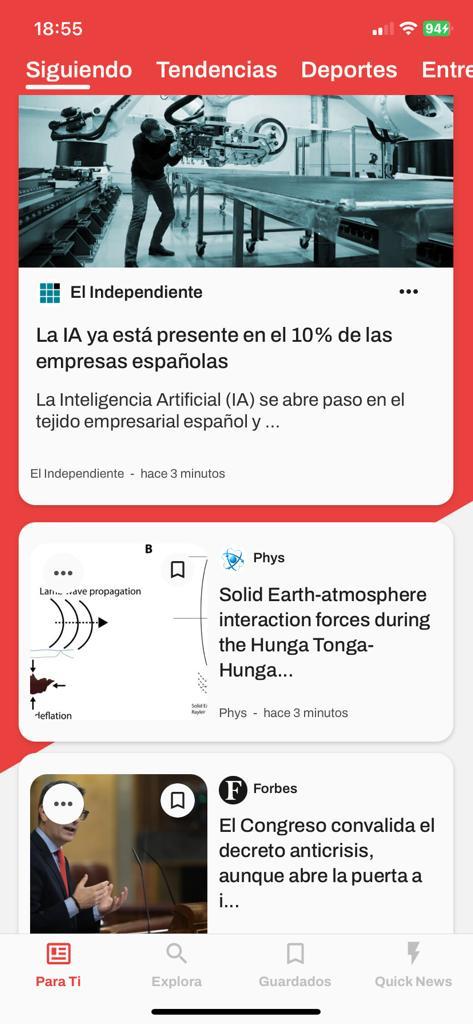 18:55
94
Siguiendo Tendencias Deportes Entre
El Independiente
La IA ya está presente en el 10% de las
empresas españolas
La Inteligencia Artificial (IA) se abre paso en el
tejido empresarial español y ...
El Independiente - hace 3 minutos
B
Lamb wave propagation
deflation
Solid E
Rayle
Phys
Solid Earth-atmosphere
interaction forces during
the Hunga Tonga-
Hunga...
Phys - hace 3 minutos
F
Forbes
El Congreso convalida el
decreto anticrisis,
aunque abre la puerta a
i...
Para Ti Explora Guardados Quick News